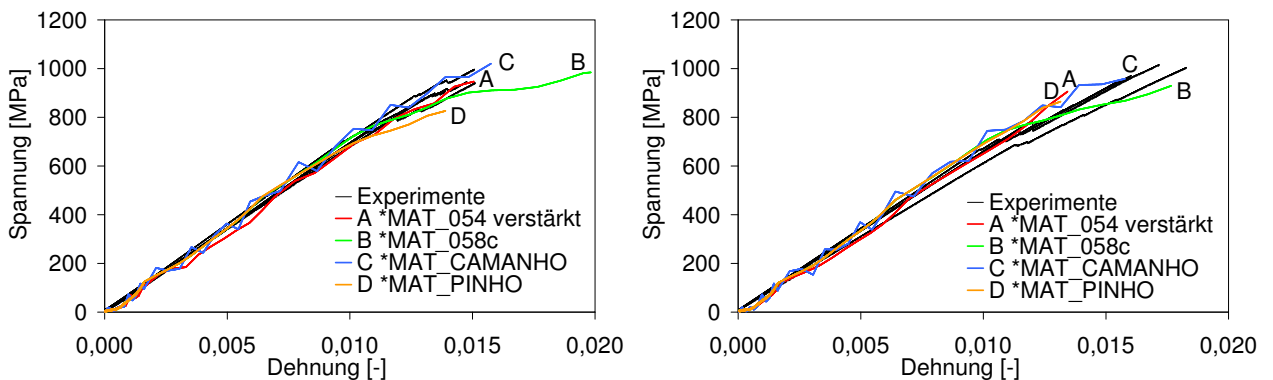 1200
1000
800
600
400
200
0
Spannung [MPa]
C
B
A
D
Experimente
A *MAT_054 verstärkt
B *MAT_058c
C *MAT_CAMANHO
D *MAT_PINHO
0,000 0,005 0,010 0,015 0,020
Dehnung [-]
1200
1000
800
600
400
200
0
Spannung [MPa]
A
C
D
B
Experimente
A *MAT_054 verstärkt
B *MAT_058c
C *MAT_CAMANHO
D *MAT_PINHO
0,000 0,005 0,010 0,015 0,020
Dehnung [-]